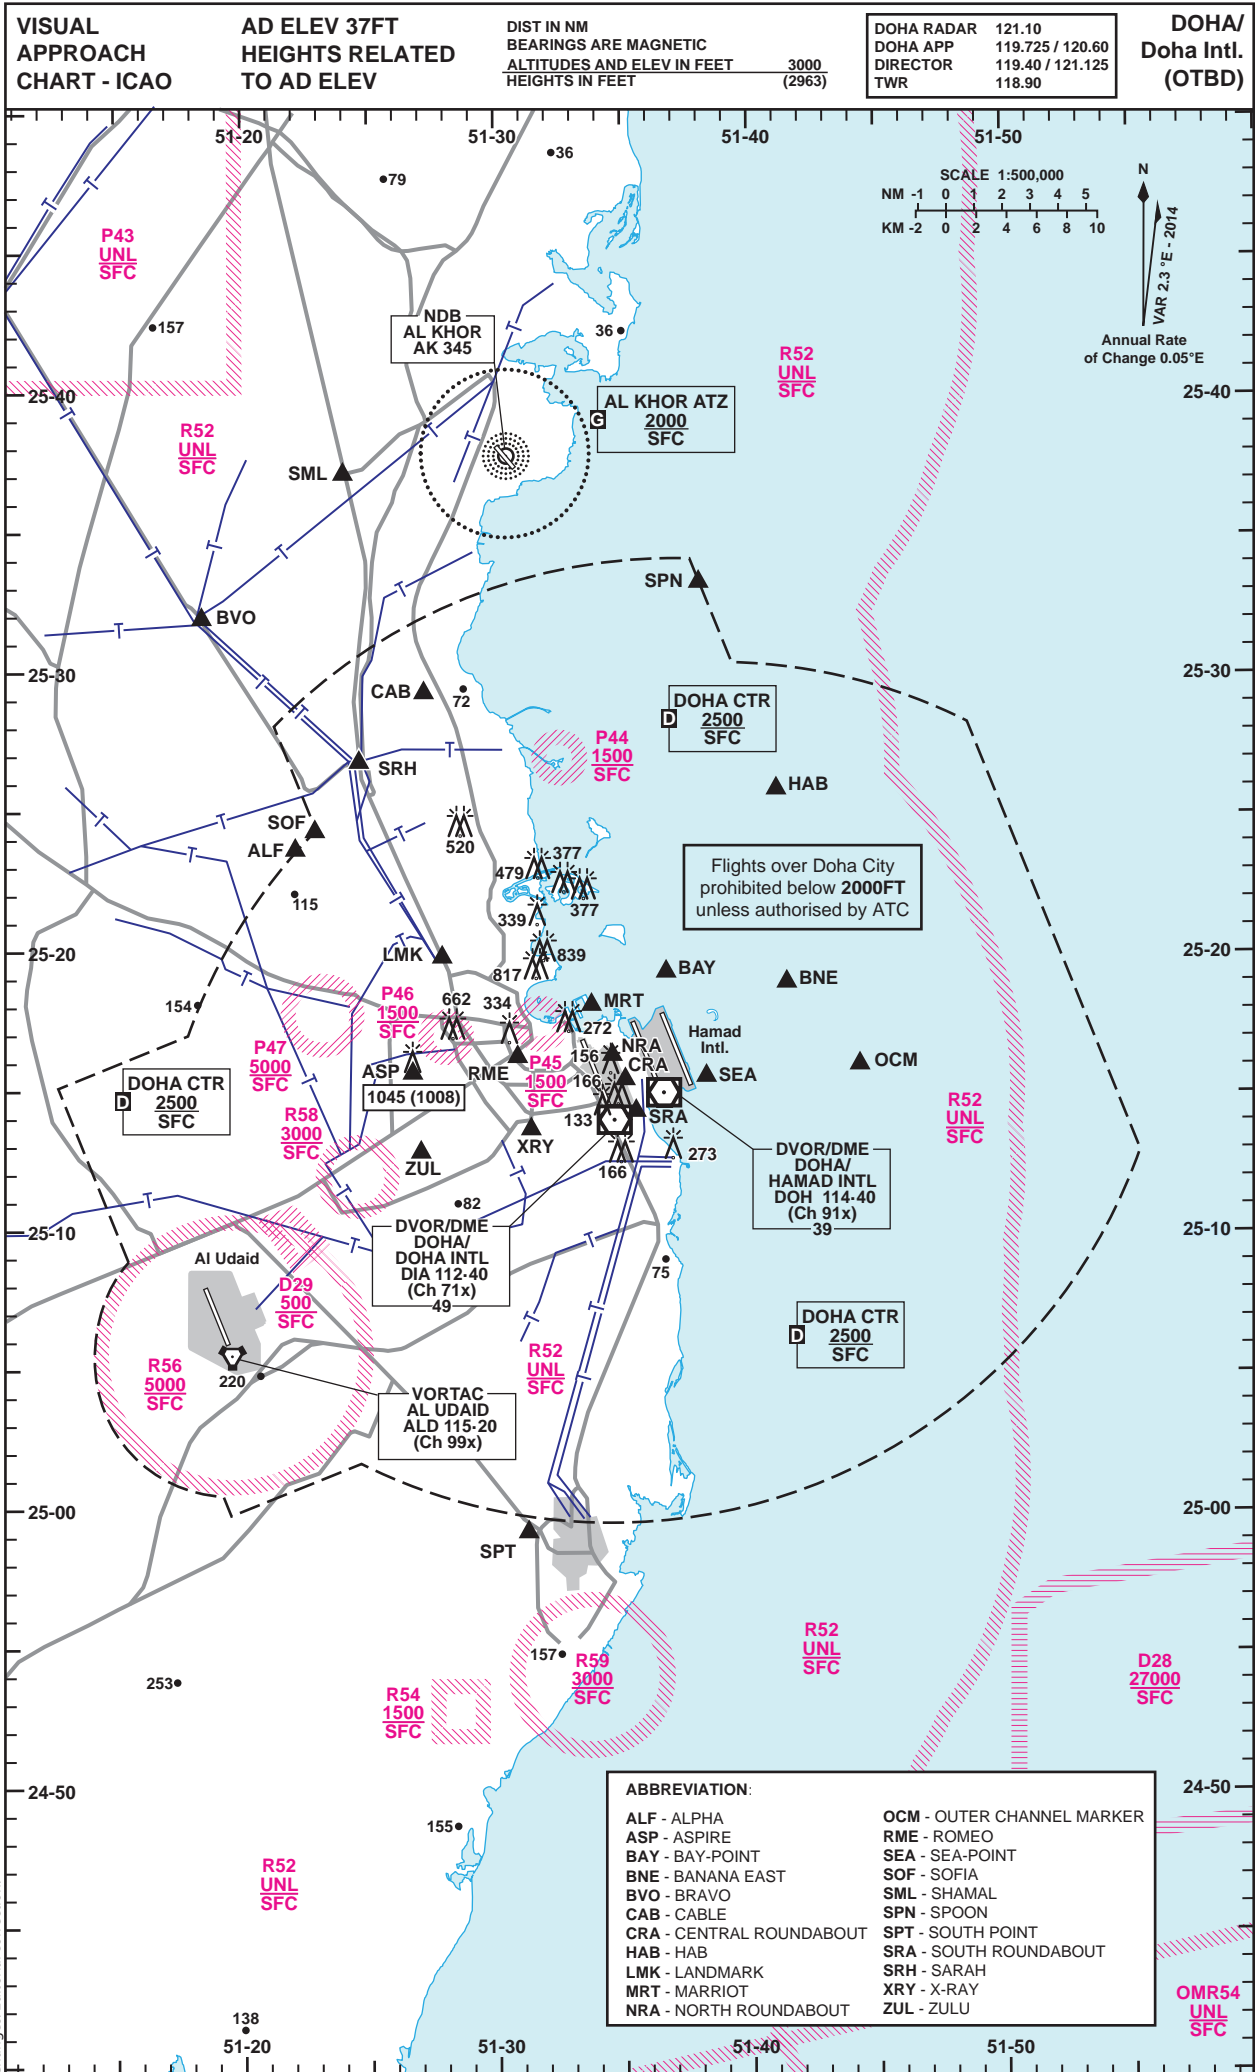 VISUAL
APPROACH
CHART - ICAO
AD ELEV 37FT
HEIGHTS RELATED
TO AD ELEV
DIST IN NM
BEARINGS ARE MAGNETIC
ALTITUDES AND ELEV IN FEET 3000
HEIGHTS IN FEET (2963)
DOHA RADAR 121.10
DOHA APP 119.725 / 120.60
DIRECTOR 119.40 / 121.125
TWR 118.90
DOHA/
Doha Intl.
(OTBD)
51-20
51-30
51-40
51-50
36
79
SCALE 1:500,000
NM -1 0 1 2 3 4 5
KM -2 0 2 4 6 8 10
N
VAR 2.3 °E - 2014
Annual Rate
of Change 0.05°E
P43
UNL
SFC
157
NDB
AL KHOR
AK 345
36
R52
UNL
SFC
25-40
25-40
AL KHOR ATZ
2000
SFC
G
R52
UNL
SFC
SML
SPN
BVO
25-30
25-30
CAB
72
DOHA CTR
2500
SFC
D
P44
1500
SFC
SRH
HAB
SOF
ALF
520
479
377
377
Flights over Doha City
prohibited below 2000FT
unless authorised by ATC
115
339
25-20
25-20
LMK
839
817
BAY
BNE
154
P46
1500
SFC
662
334
MRT
272
Hamad
Intl.
P47
5000
SFC
NRA
156
CRA
OCM
ASP
RME
P45
1500
SFC
166
SEA
1045 (1008)
DOHA CTR
2500
SFC
D
R58
3000
SFC
133
SRA
R52
UNL
SFC
XRY
ZUL
166
273
DVOR/DME
DOHA/
HAMAD INTL
DOH 114·40
(Ch 91x)
39
82
25-10
25-10
DVOR/DME
DOHA/
DOHA INTL
DIA 112·40
(Ch 71x)
49
Al Udaid
75
D29
500
SFC
DOHA CTR
2500
SFC
D
R56
5000
SFC
220
R52
UNL
SFC
VORTAC
AL UDAID
ALD 115·20
(Ch 99x)
25-00
25-00
SPT
R52
UNL
SFC
157
R59
3000
SFC
D28
27000
SFC
253
R54
1500
SFC
24-50
24-50
155
R52
UNL
SFC
ABBREVIATION:
ALF - ALPHA
ASP - ASPIRE
BAY - BAY-POINT
BNE - BANANA EAST
BVO - BRAVO
CAB - CABLE
CRA - CENTRAL ROUNDABOUT
HAB - HAB
LMK - LANDMARK
MRT - MARRIOT
NRA - NORTH ROUNDABOUT
OCM - OUTER CHANNEL MARKER
RME - ROMEO
SEA - SEA-POINT
SOF - SOFIA
SML - SHAMAL
SPN - SPOON
SPT - SOUTH POINT
SRA - SOUTH ROUNDABOUT
SRH - SARAH
XRY - X-RAY
ZUL - ZULU
OMR54
UNL
SFC
138
51-20
51-30
51-40
51-50